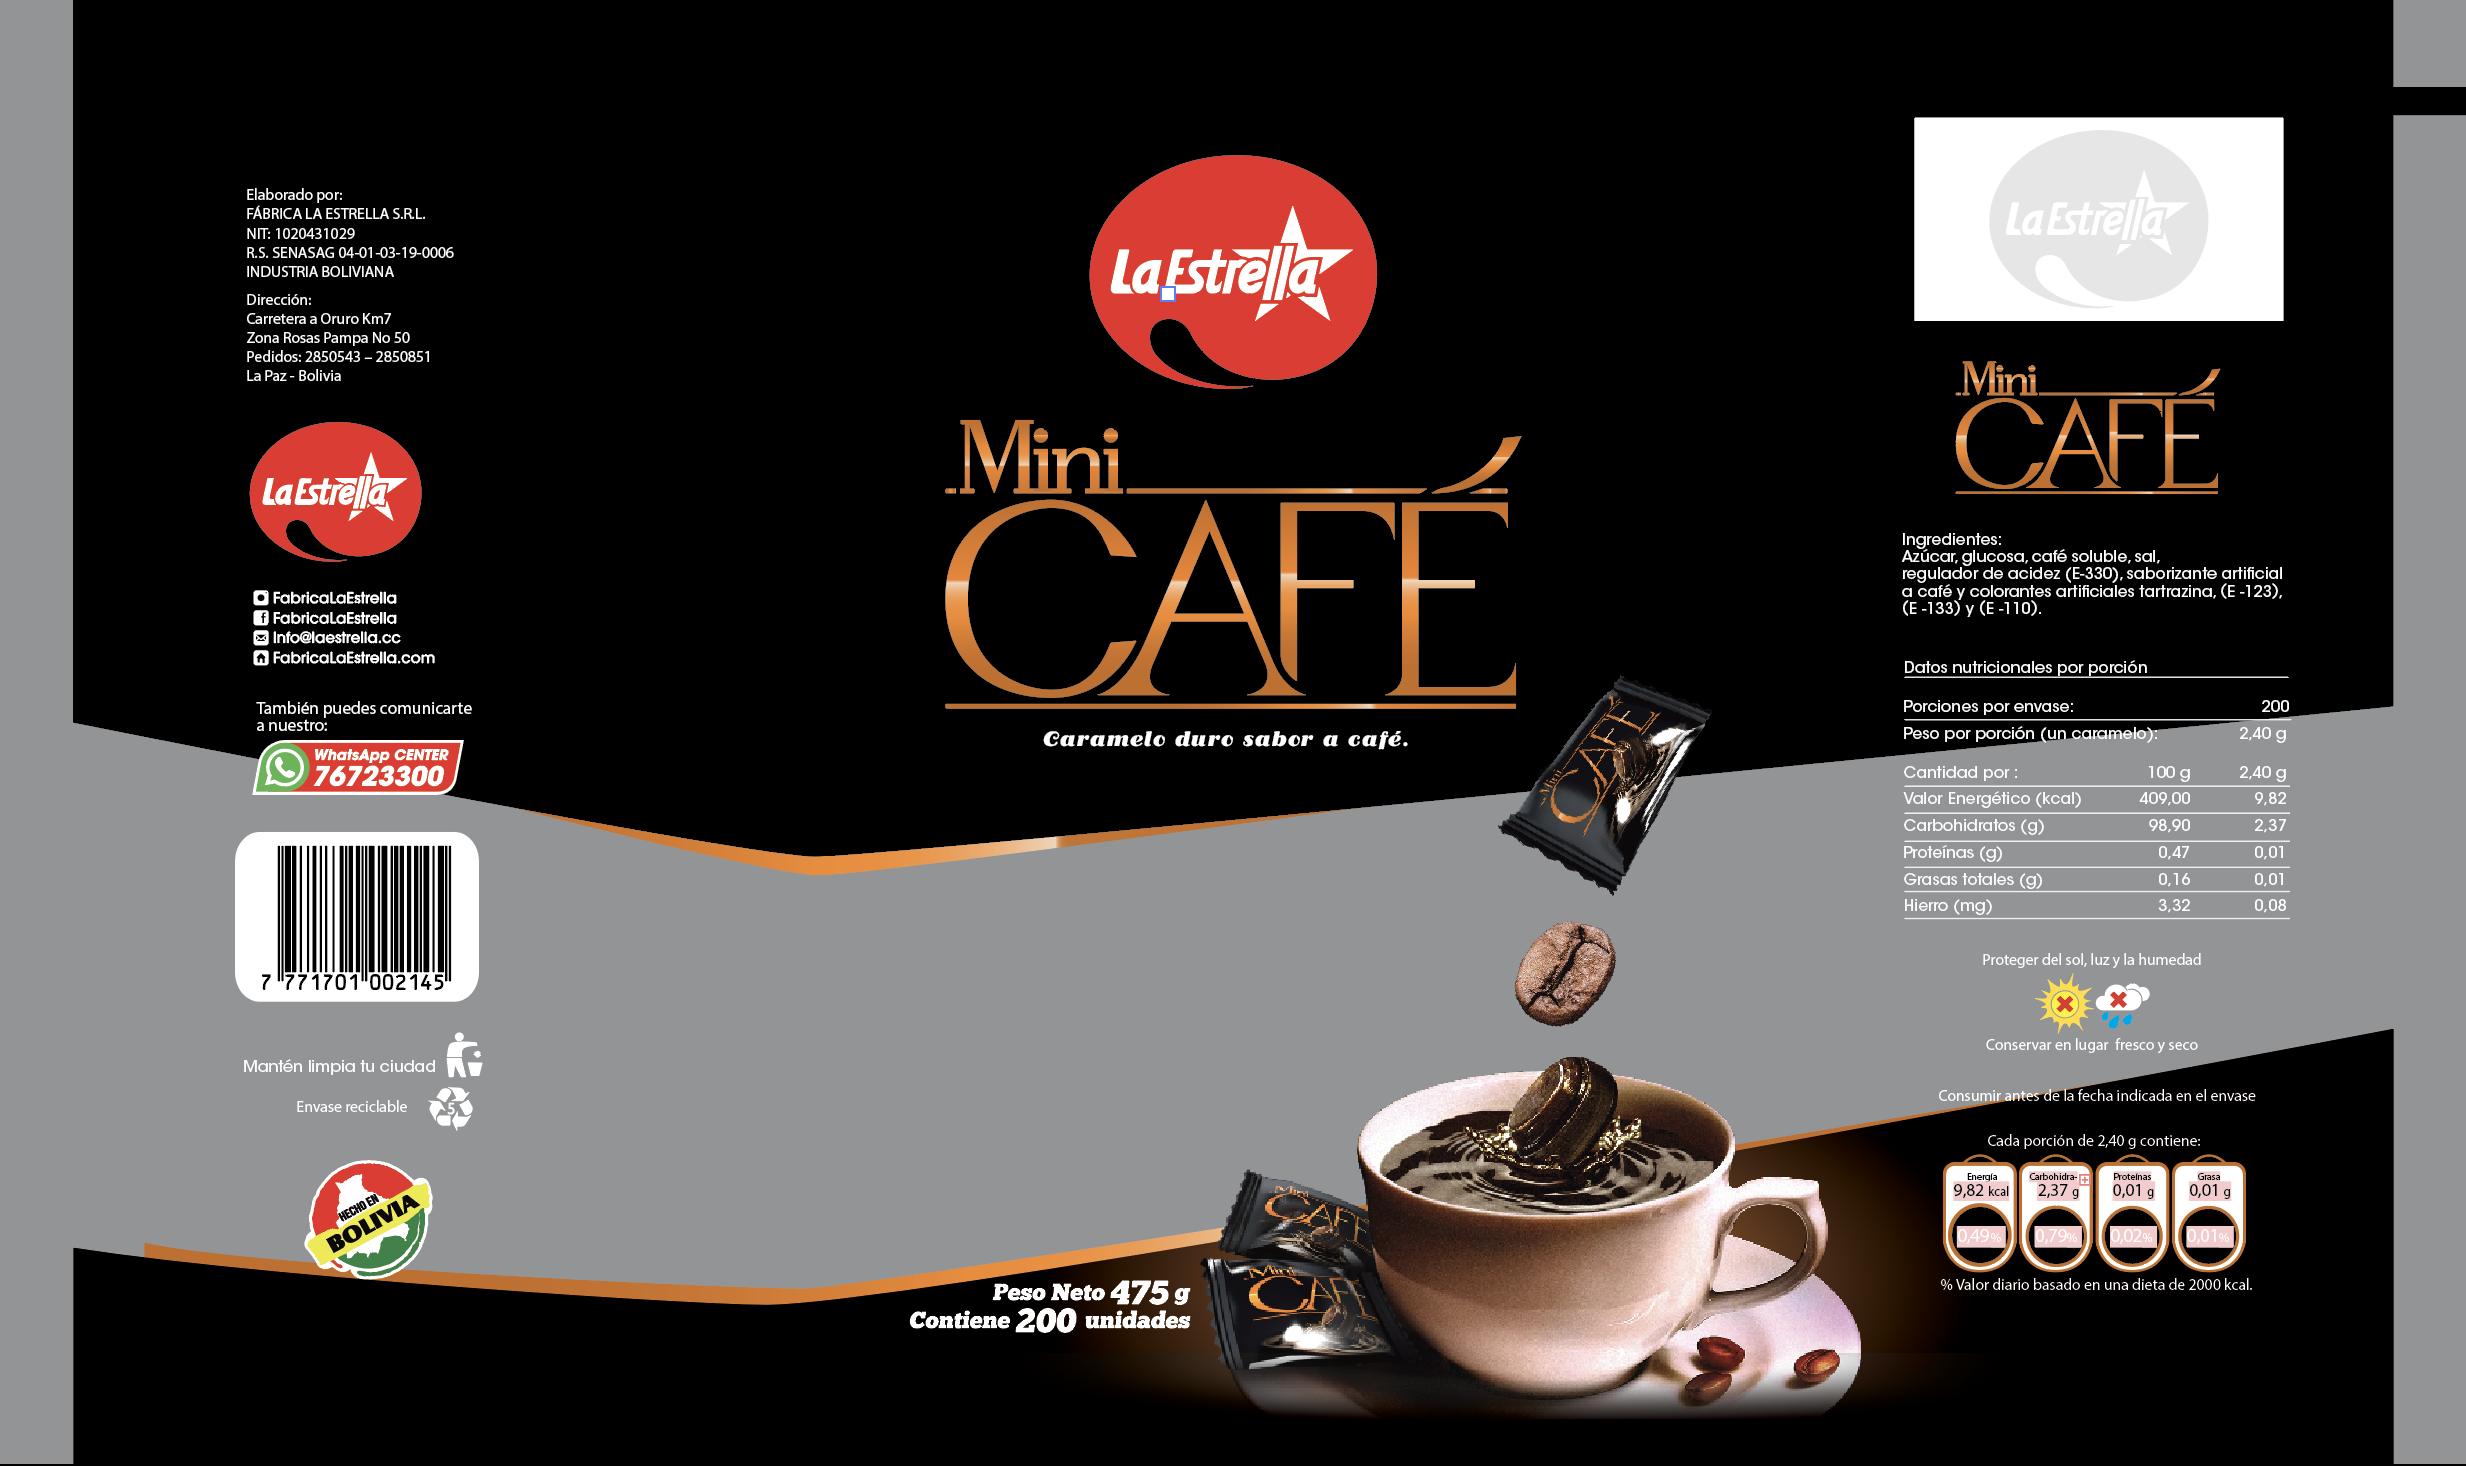 Elaborado por:
FÁBRICA LA ESTRELLA S.R.L.
NIT: 1020431029
R.S. SENASAG 04-01-03-19-0006
INDUSTRIA BOLIVIANA
Dirección:
Carretera a Oruro Km7
Zona Rosas Pampa No 50
Pedidos: 2850543 – 2850851
La Paz - Bolivia
La Estrella
FabricaLaEstrella
FabricaLaEstrella
Info@laestrella.cc
FabricaLaEstrella.com
También puedes comunicarte
a nuestro:
WhatsApp CENTER
76723300
7 771701 002145
Mantén limpia tu ciudad
Envase reciclable
5
HECHO EN
BOLIVIA
La Estrella
Mini
CAFÉ
Caramelo duro sabor a café.
Mini
CAFÉ
Mini
CAFÉ
Mini
CAFÉ
Peso Neto 475 g
Contiene 200 unidades
La Estrella
Mini
CAFÉ
Ingredientes:
Azúcar, glucosa, café soluble, sal,
regulador de acidez (E-330), saborizante artificial
a café y colorantes artificiales tartrazina, (E -123),
(E -133) y (E -110).
Datos nutricionales por porción
Porciones por envase: 200
Peso por porción (un caramelo): 2,40 g
Cantidad por : 100 g 2,40 g
Valor Energético (kcal) 409,00 9,82
Carbohidratos (g) 98,90 2,37
Proteínas (g) 0,47 0,01
Grasas totales (g) 0,16 0,01
Hierro (mg) 3,32 0,08
Proteger del sol, luz y la humedad
Conservar en lugar fresco y seco
Consumir antes de la fecha indicada en el envase
Cada porción de 2,40 g contiene:
Energía Carbohidra- Proteínas Grasa
9,82 kcal 2,37 g 0,01 g 0,01 g
0,49% 0,79% 0,02% 0,01%
% Valor diario basado en una dieta de 2000 kcal.